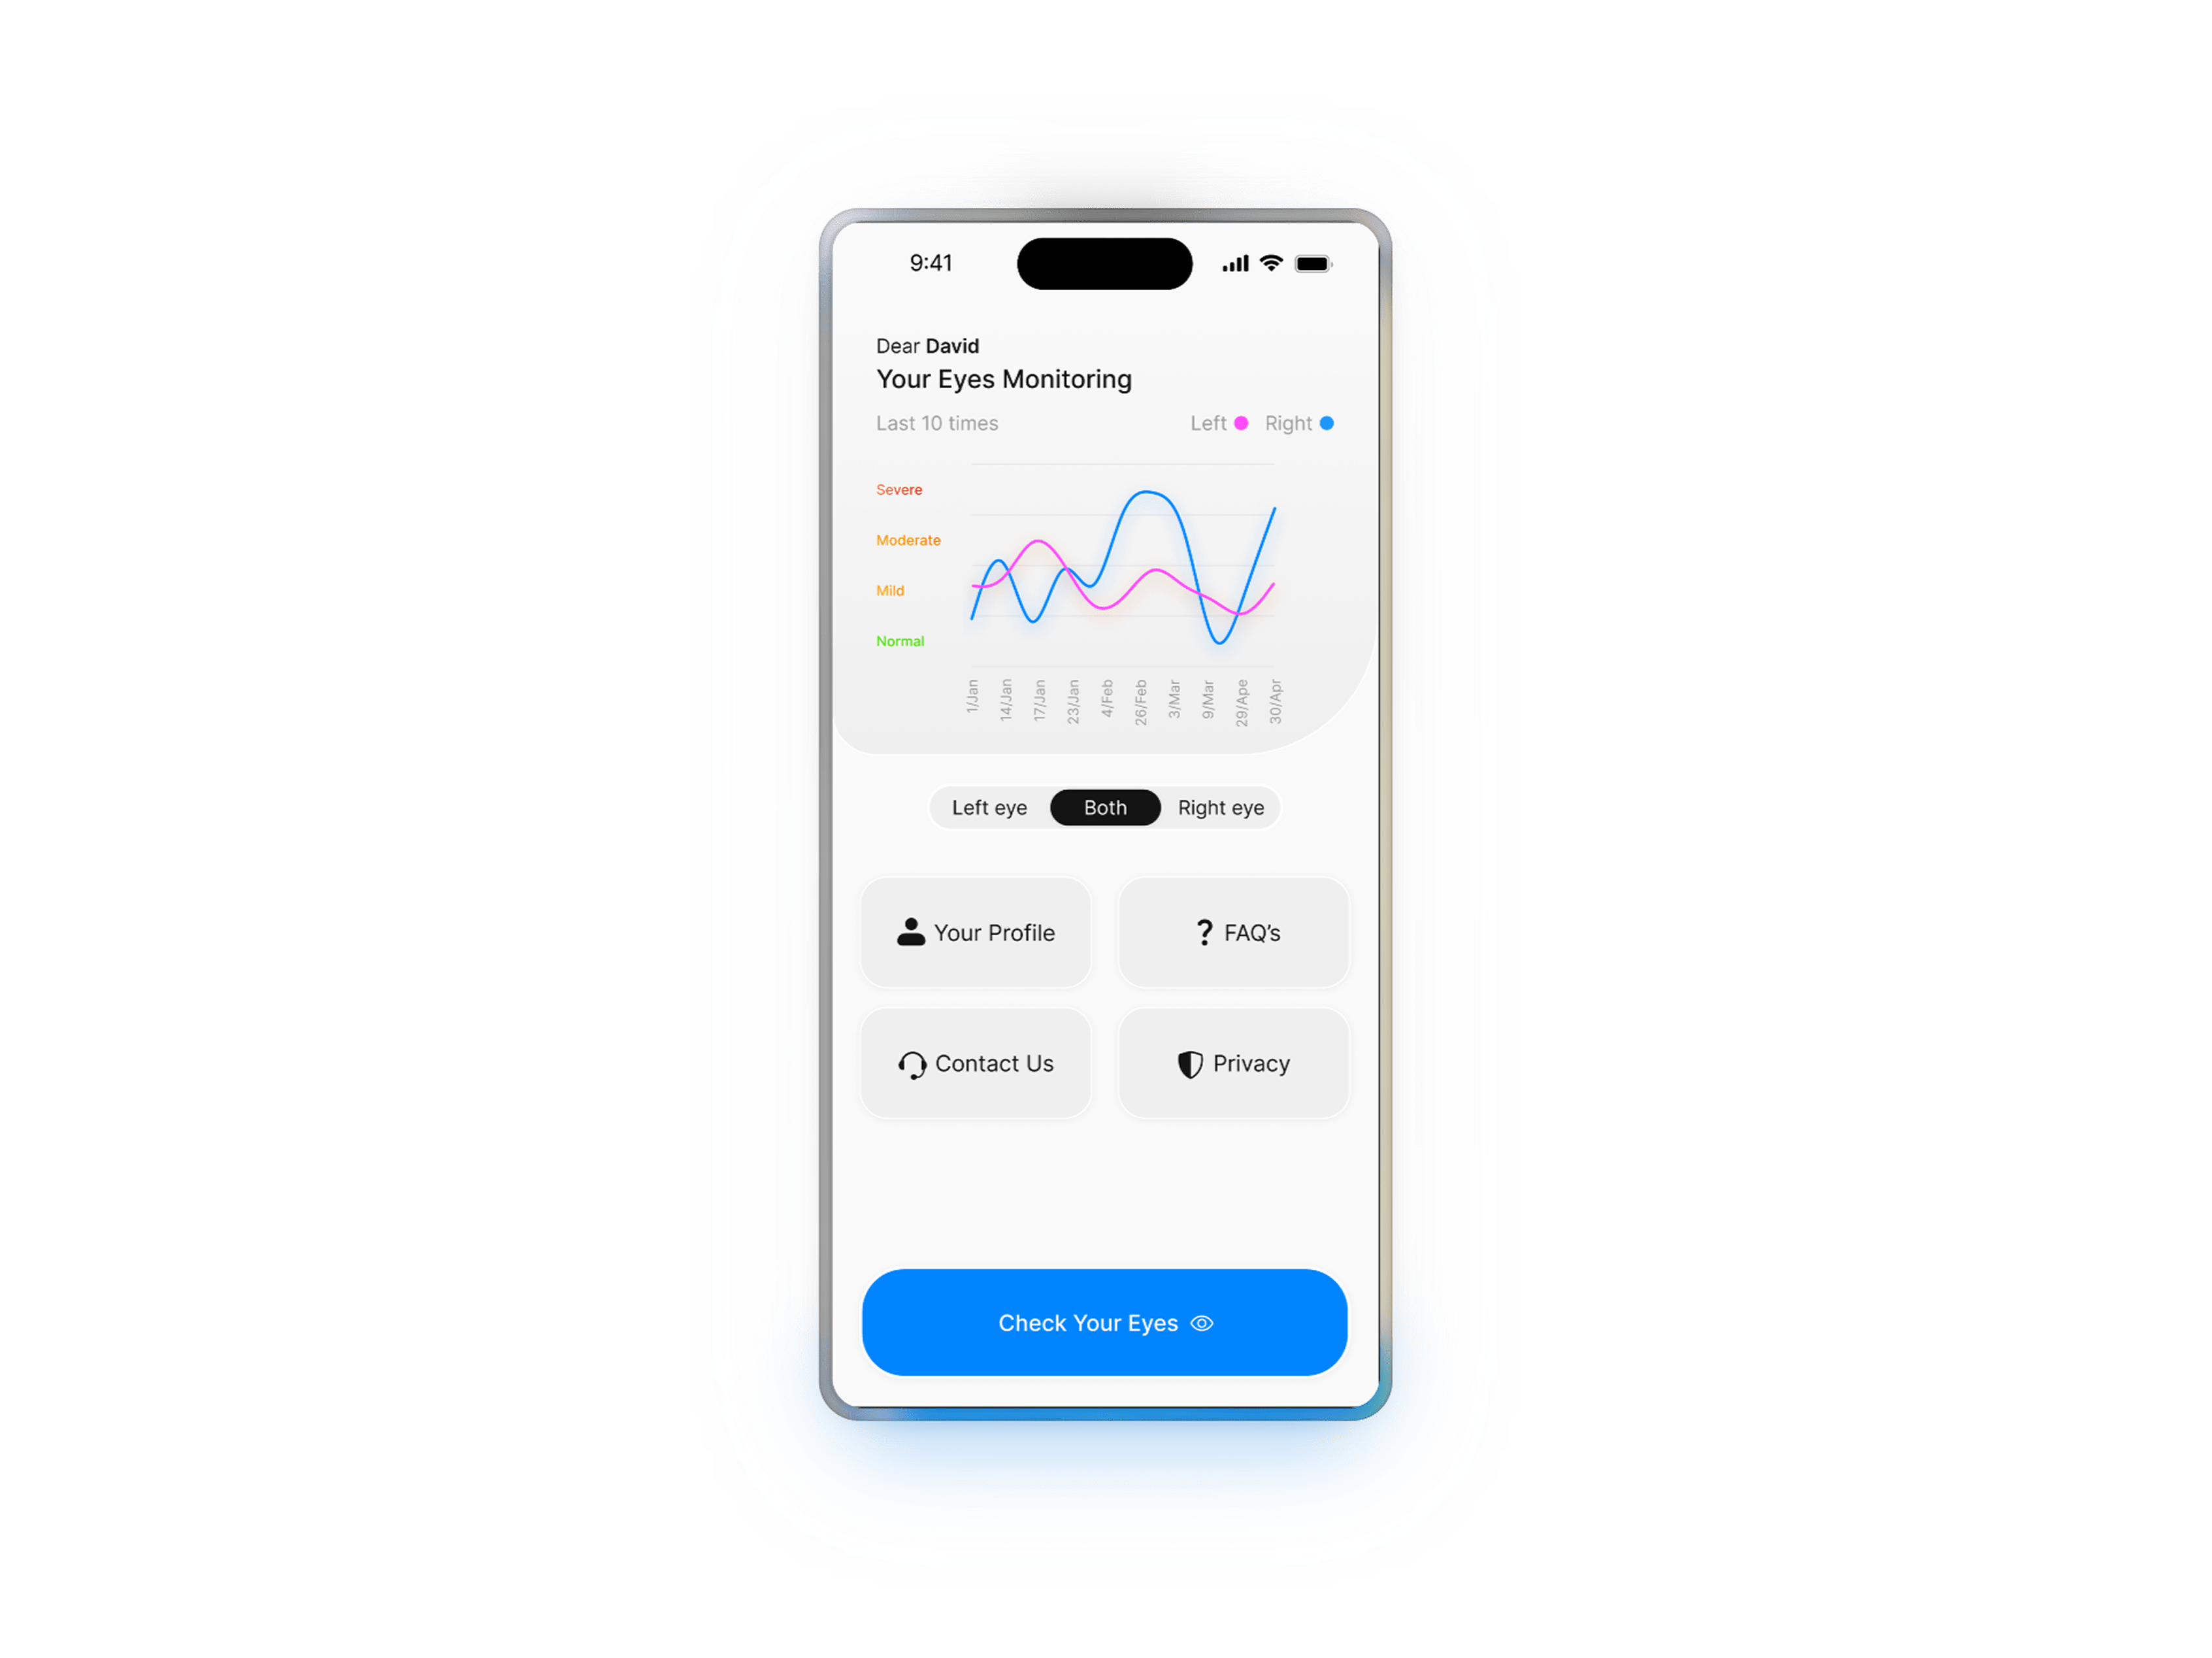 9:41
Dear David
Your Eyes Monitoring
Last 10 times
Left
Right
Severe
Moderate
Mild
Normal
1/Jan
14/Jan
17/Jan
23/Jan
4/Feb
26/Feb
3/Mar
9/Mar
29/Ape
30/Apr
Left eye
Both
Right eye
Your Profile
FAQ’s
Contact Us
Privacy
Check Your Eyes